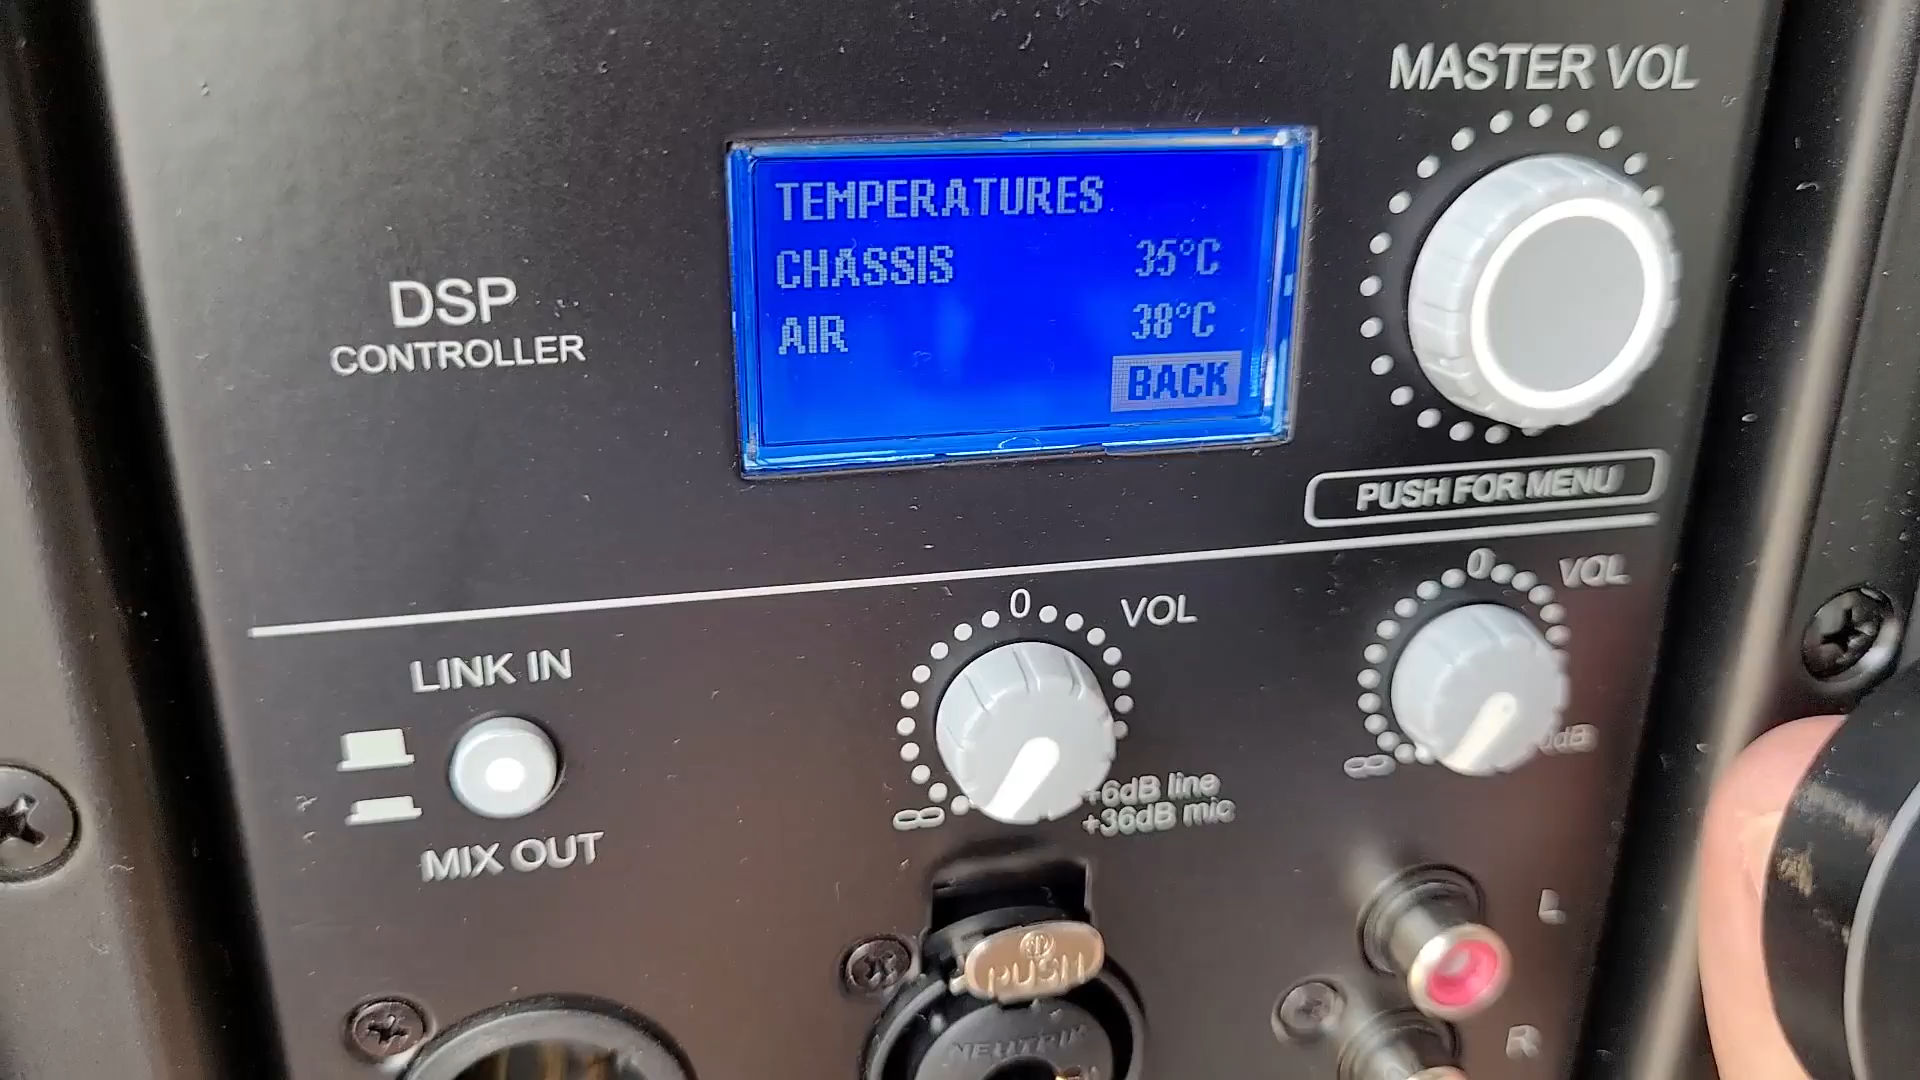 MASTER VOL
TEMPERATURES
CHASSIS 35°C
AIR 38°C
BACK
DSP
CONTROLLER
PUSH FOR MENU
0 VOL
0 VOL
LINK IN
∞
+6dB line
+36dB mic
∞
MIX OUT
PUSH
NEUTRIK
L
R